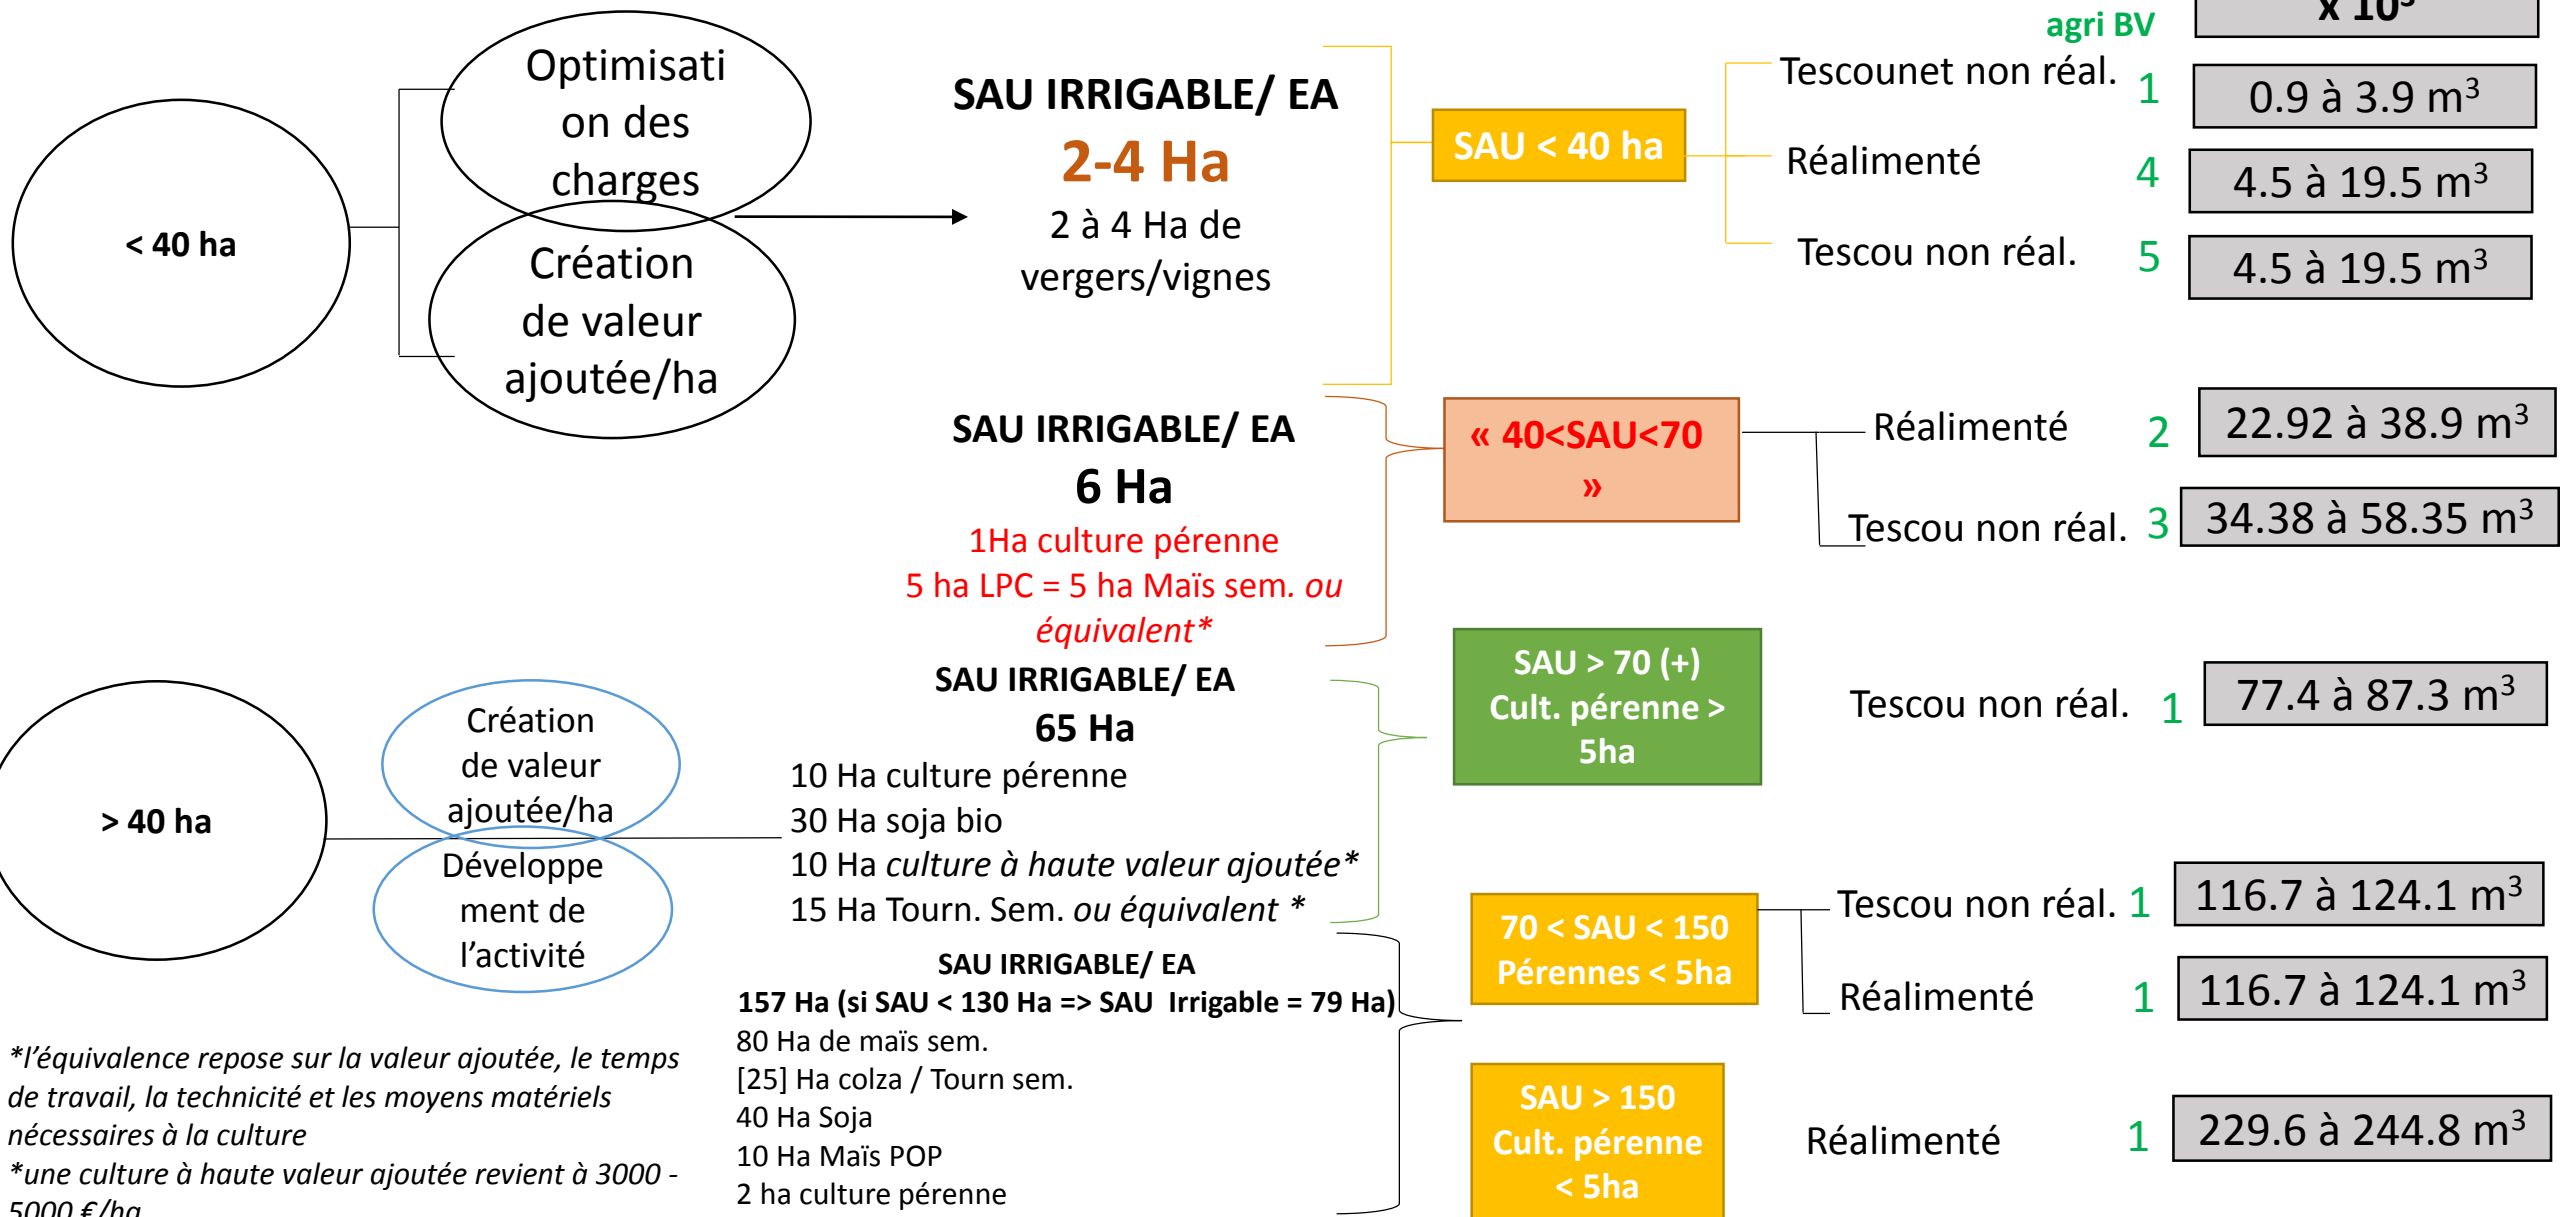 agri BV
x 10³
< 40 ha
Optimisati
on des
charges
Création
de valeur
ajoutée/ha
SAU IRRIGABLE/ EA
2-4 Ha
2 à 4 Ha de
vergers/vignes
SAU < 40 ha
Tescounet non réal. 1 0.9 à 3.9 m³
Réalimenté 4 4.5 à 19.5 m³
Tescou non réal. 5 4.5 à 19.5 m³
SAU IRRIGABLE/ EA
6 Ha
1Ha culture pérenne
5 ha LPC = 5 ha Maïs sem. ou
équivalent*
« 40<SAU<70
»
Réalimenté 2 22.92 à 38.9 m³
Tescou non réal. 3 34.38 à 58.35 m³
> 40 ha
Création
de valeur
ajoutée/ha
Développe
ment de
l'activité
SAU IRRIGABLE/ EA
65 Ha
10 Ha culture pérenne
30 Ha soja bio
10 Ha culture à haute valeur ajoutée*
15 Ha Tourn. Sem. ou équivalent *
SAU > 70 (+)
Cult. pérenne >
5ha
Tescou non réal. 1 77.4 à 87.3 m³
SAU IRRIGABLE/ EA
157 Ha (si SAU < 130 Ha => SAU Irrigable = 79 Ha)
80 Ha de maïs sem.
[25] Ha colza / Tourn sem.
40 Ha Soja
10 Ha Maïs POP
2 ha culture pérenne
70 < SAU < 150
Pérennes < 5ha
Tescou non réal. 1 116.7 à 124.1 m³
Réalimenté 1 116.7 à 124.1 m³
SAU > 150
Cult. pérenne
< 5ha
Réalimenté 1 229.6 à 244.8 m³
*l'équivalence repose sur la valeur ajoutée, le temps
de travail, la technicité et les moyens matériels
nécessaires à la culture
*une culture à haute valeur ajoutée revient à 3000 -
5000 €/ha